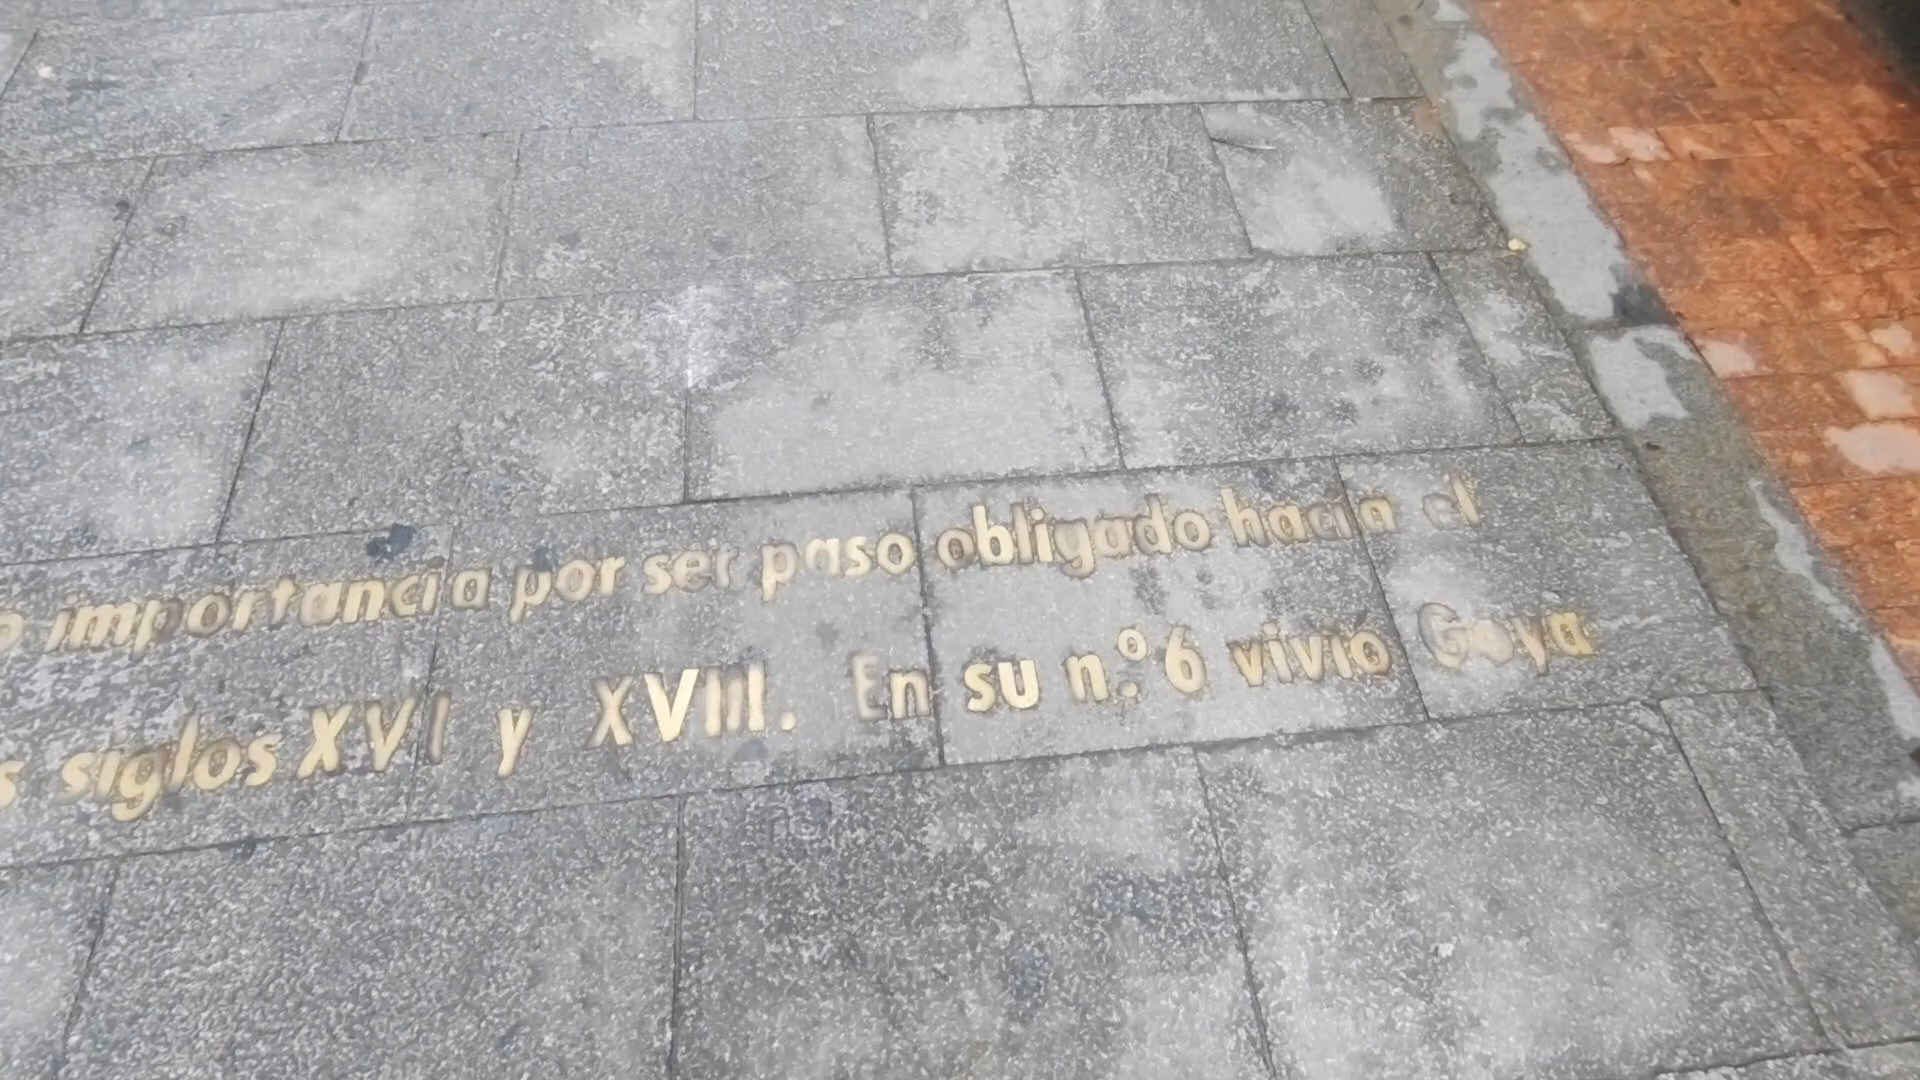 importancia por ser paso obligado hacia el
siglos XVI y XVIII. En su n.º 6 vivió Goya